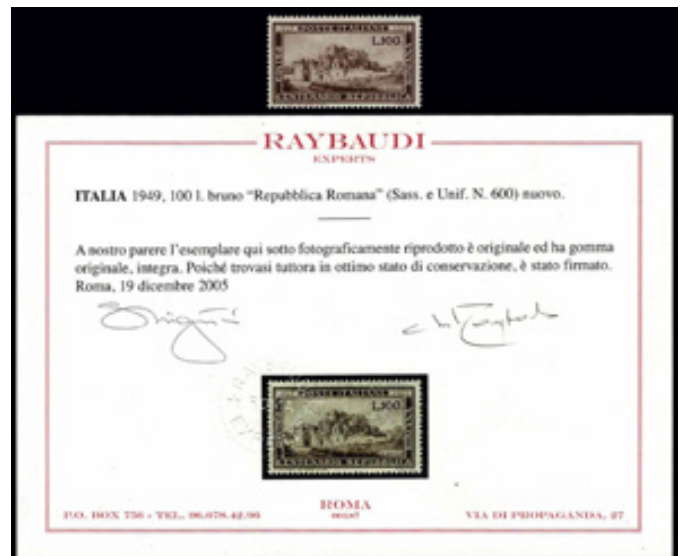 POSTE ITALIANE
L.100
CENTENARIO REPUBBLICA
RAYBAUDI
EXPERTS
ITALIA 1949, 100 l. bruno “Repubblica Romana” (Sass. e Unif. N. 600) nuovo.
A nostro parere l’esemplare qui sotto fotograficamente riprodotto è originale ed ha gomma
originale, integra. Poiché trovasi tuttora in ottimo stato di conservazione, è stato firmato.
Roma, 19 dicembre 2005
POSTE ITALIANE
L.100
CENTENARIO REPUBBLICA
P.O. BOX 756 - TEL. 06.678.42.96
ROMA
VIA DI PROPAGANDA, 27